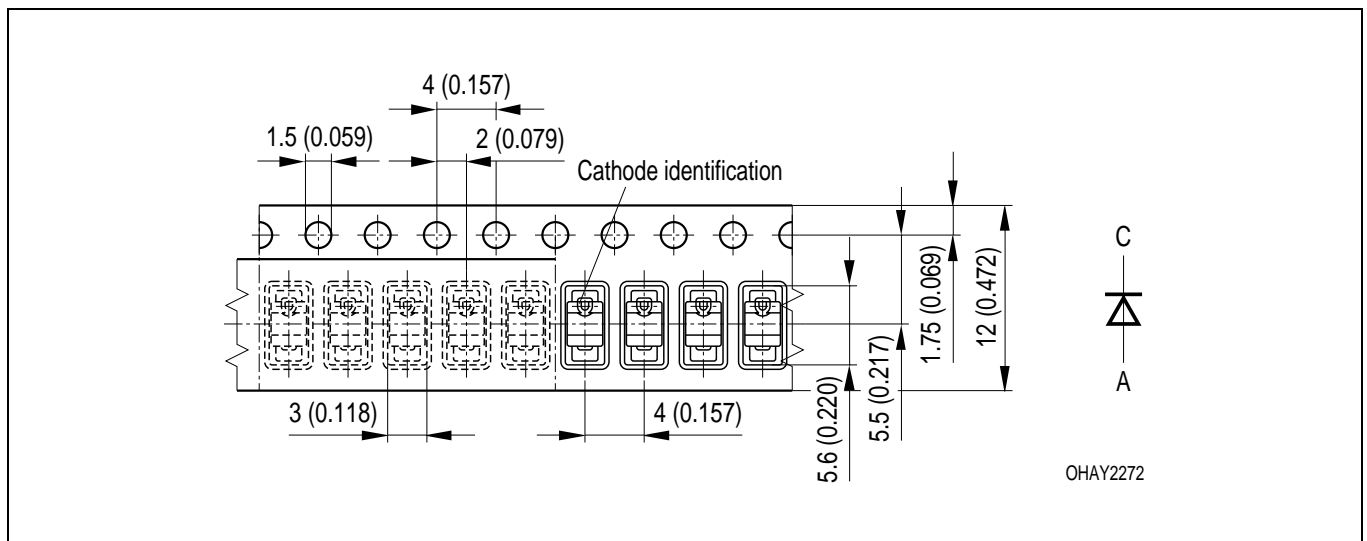 4 (0.157)
1.5 (0.059)
2 (0.079)
Cathode identification
C
A
1.75 (0.069)
12 (0.472)
5.5 (0.217)
5.6 (0.220)
3 (0.118)
4 (0.157)
OHAY2272